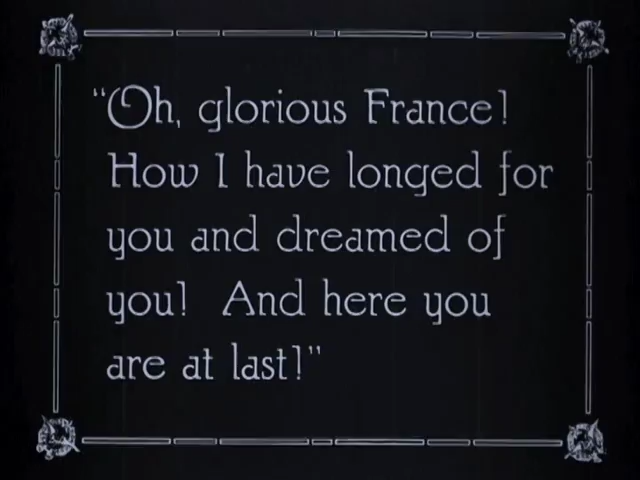 “Oh, glorious France!
How I have longed for
you and dreamed of
you!  And here you
are at last!”